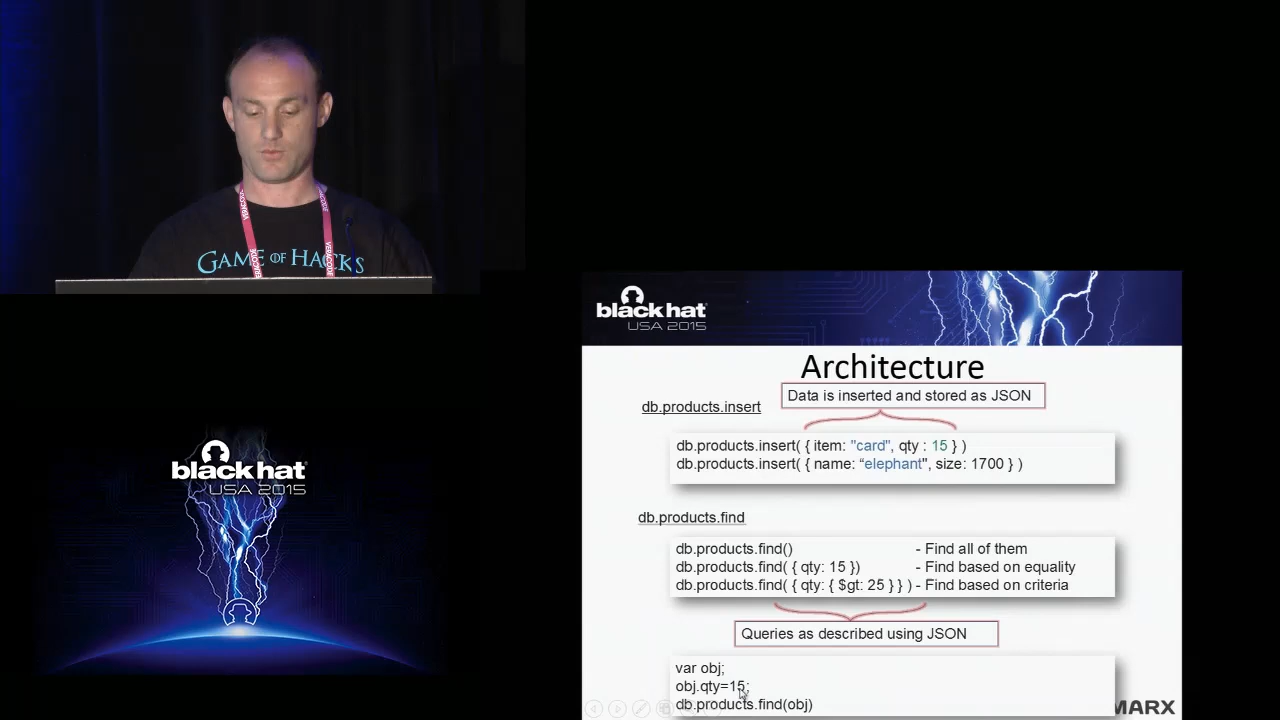 VERACODE
VERACODE
GAME OF HACKS
black hat
USA 2015
black hat
USA 2015
Architecture
Data is inserted and stored as JSON
db.products.insert
db.products.insert( { item: "card", qty : 15 } )
db.products.insert( { name: “elephant", size: 1700 } )
db.products.find
db.products.find() - Find all of them
db.products.find( { qty: 15 }) - Find based on equality
db.products.find( { qty: { $gt: 25 } } ) - Find based on criteria
Queries as described using JSON
var obj;
obj.qty=15;
db.products.find(obj)
MARX